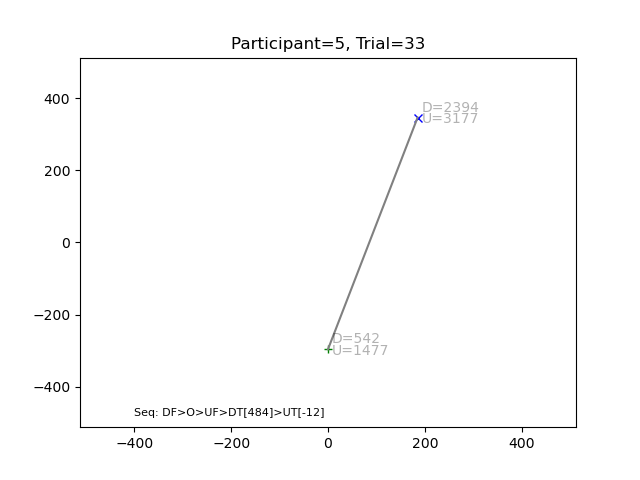 Participant=5, Trial=33
400
200
0
−200
−400
D=2394
U=3177
D=542
U=1477
Seq: DF>O>UF>DT[484]>UT[-12]
−400
−200
0
200
400